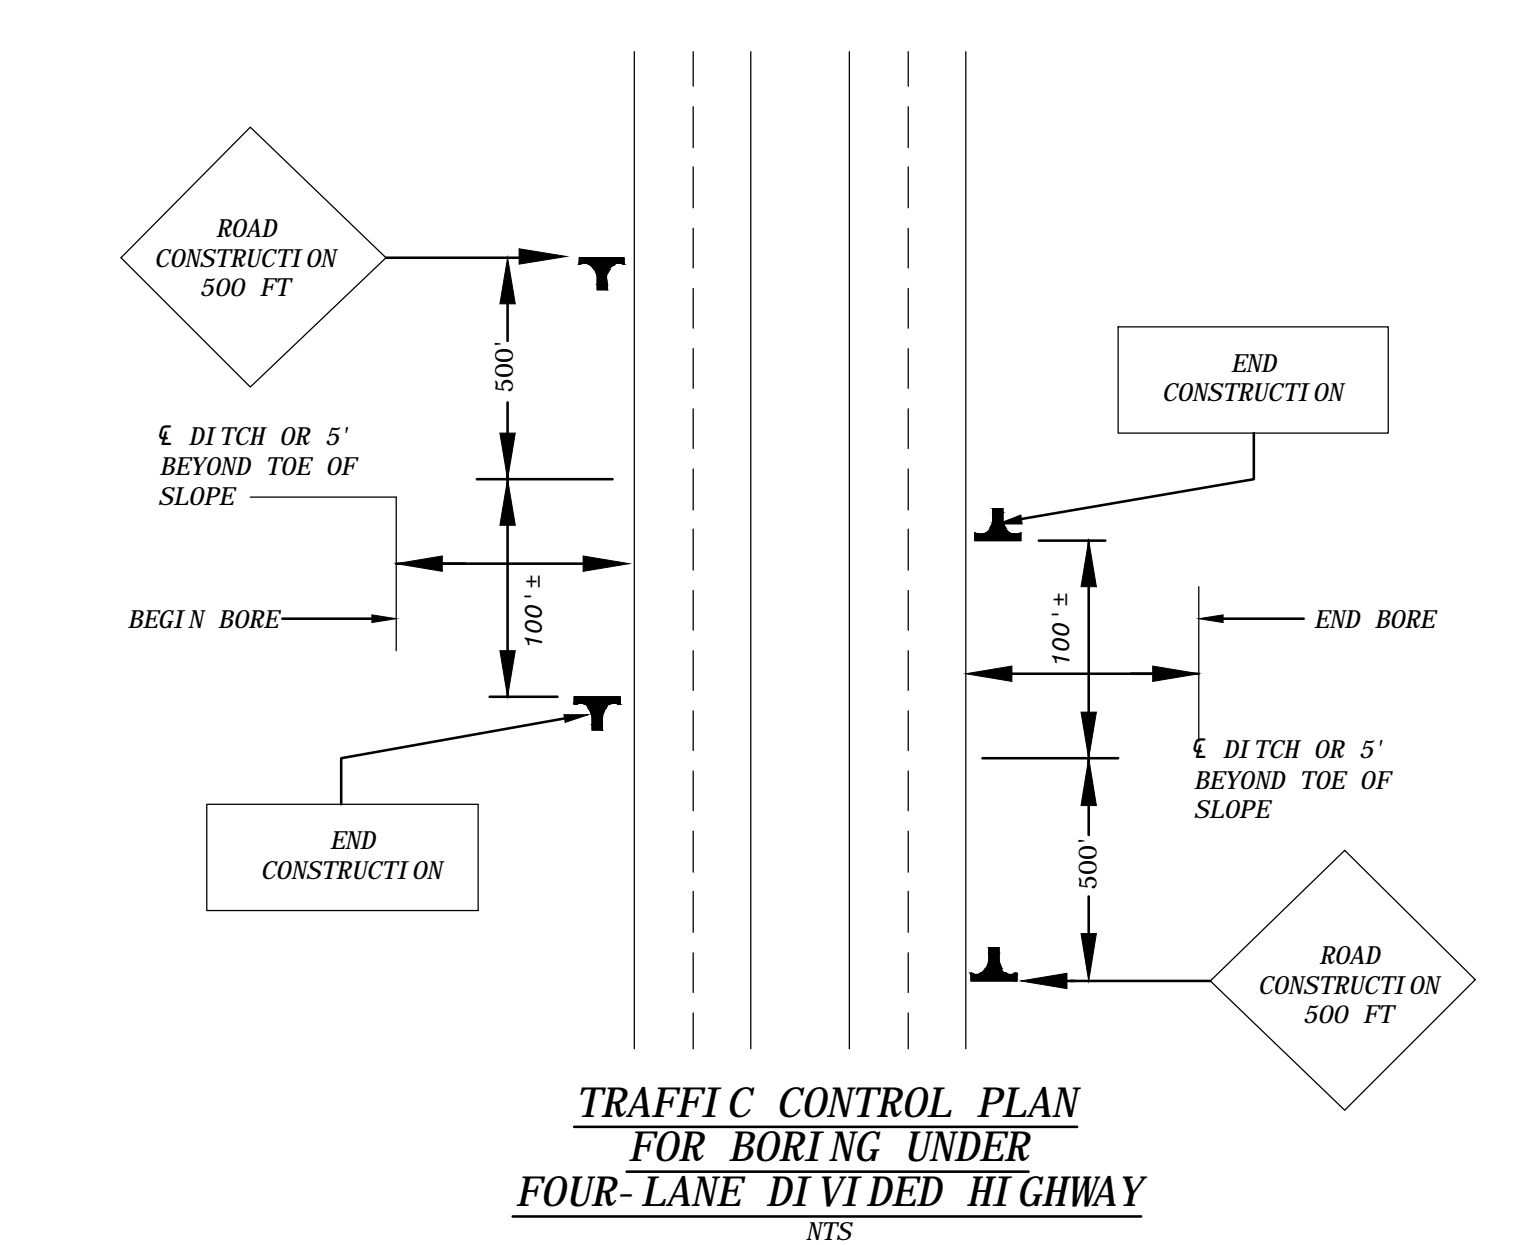 ROAD
CONSTRUCTION
500 FT
500'
END
CONSTRUCTION
℄ DITCH OR 5'
BEYOND TOE OF
SLOPE
100'±
BEGIN BORE
100'±
END BORE
℄ DITCH OR 5'
BEYOND TOE OF
SLOPE
END
CONSTRUCTION
500'
ROAD
CONSTRUCTION
500 FT
TRAFFIC CONTROL PLAN
FOR BORING UNDER
FOUR-LANE DIVIDED HIGHWAY
NTS